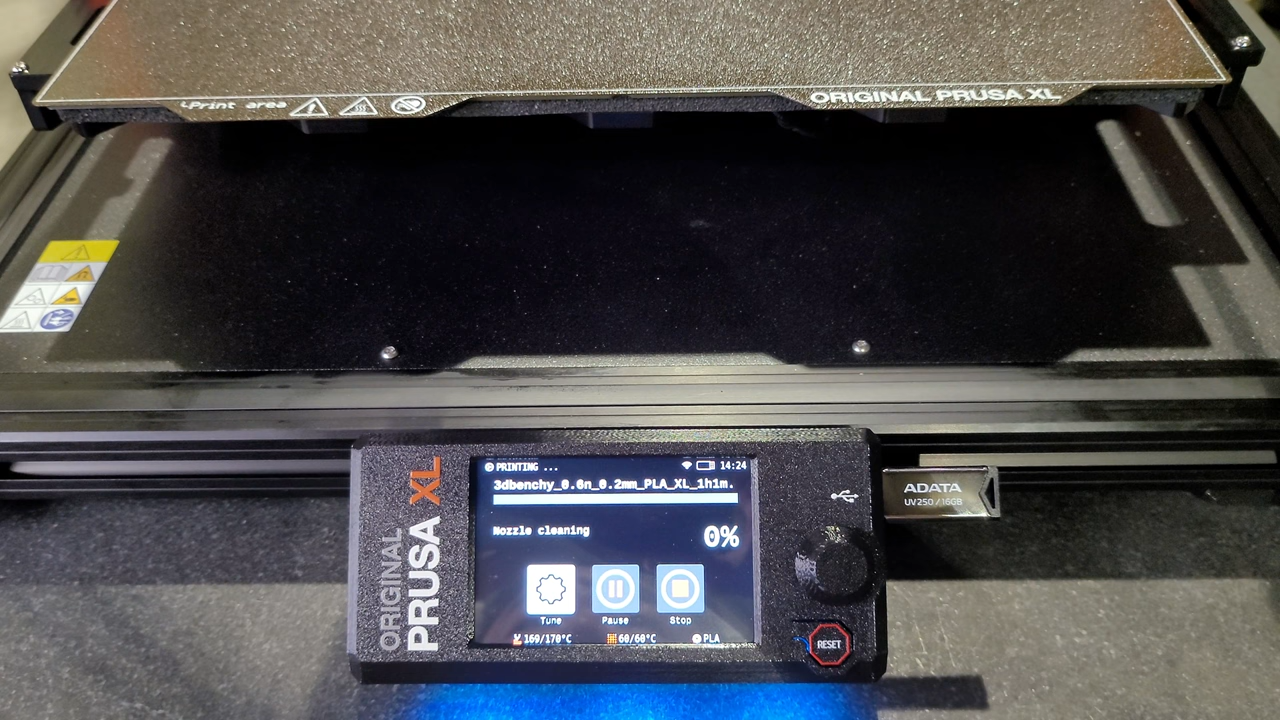 Print area
ORIGINAL PRUSA XL
PRINTING ...
14:24
3dbenchy_0.6n_0.2mm_PLA_XL_1h1m.
Nozzle cleaning
0%
Tune
Pause
Stop
169/170°C
60/60°C
PLA
ORIGINAL
PRUSA XL
ADATA
UV250 / 16GB
RESET